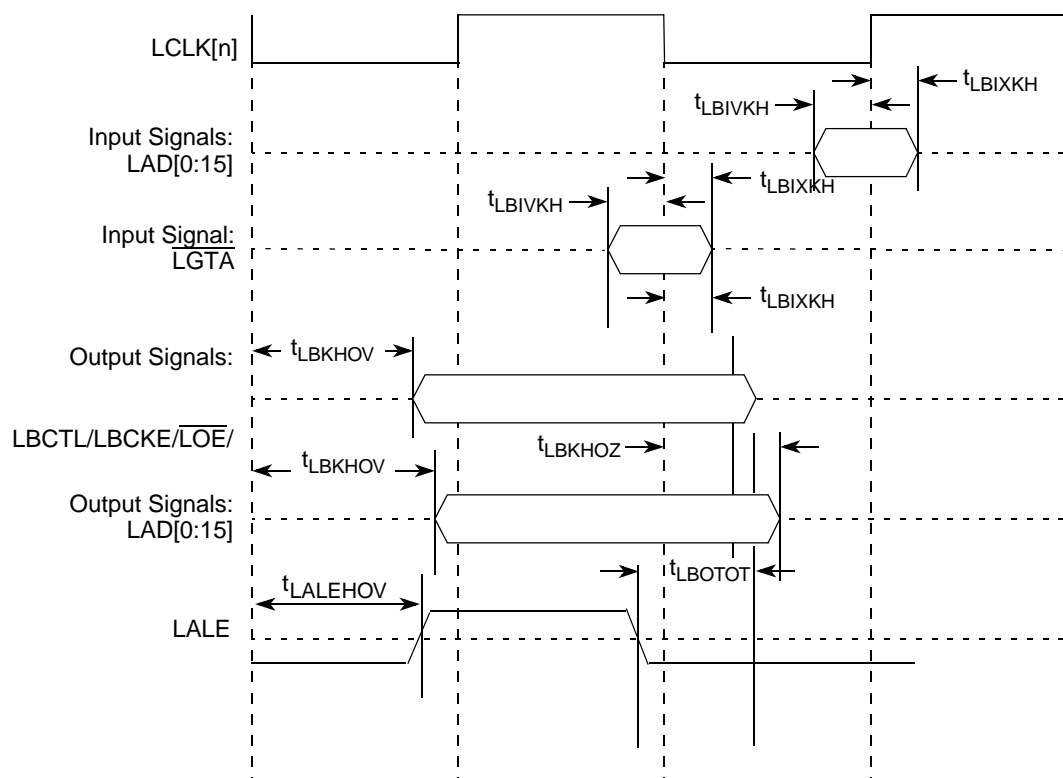 LCLK[n]
tLBIXKH
tLBIVKH
Input Signals:
LAD[0:15]
tLBIXKH
tLBIVKH
Input Signal:
LGTA
tLBIXKH
Output Signals:
tLBKHOV
LBCTL/LBCKE/LOE/
tLBKHOZ
tLBKHOV
Output Signals:
LAD[0:15]
tLBOTOT
tLALEHOV
LALE